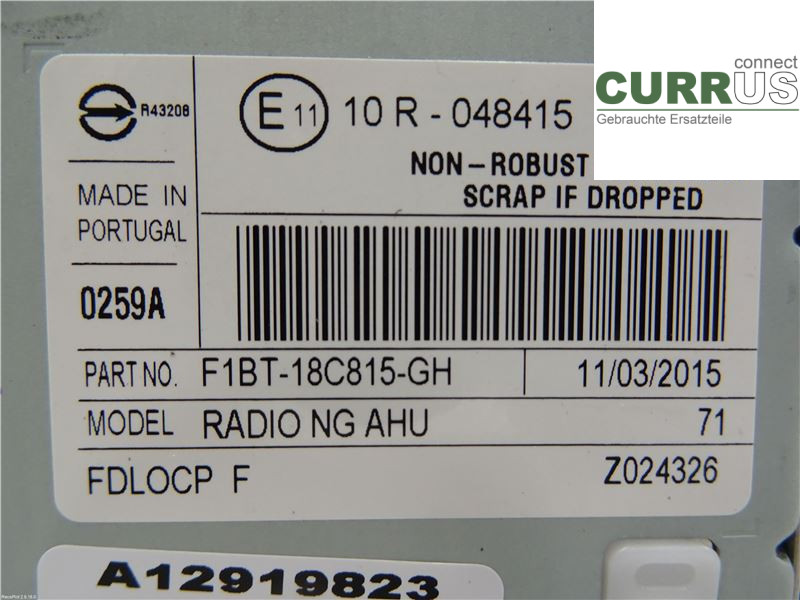 connect
CURRUS
Gebrauchte Ersatzteile
R43208
E 11 10 R - 048415
NON-ROBUST
SCRAP IF DROPPED
MADE IN
PORTUGAL
0259A
PART NO. F1BT-18C815-GH 11/03/2015
MODEL RADIO NG AHU 71
FDLOCP F Z024326
A12919823